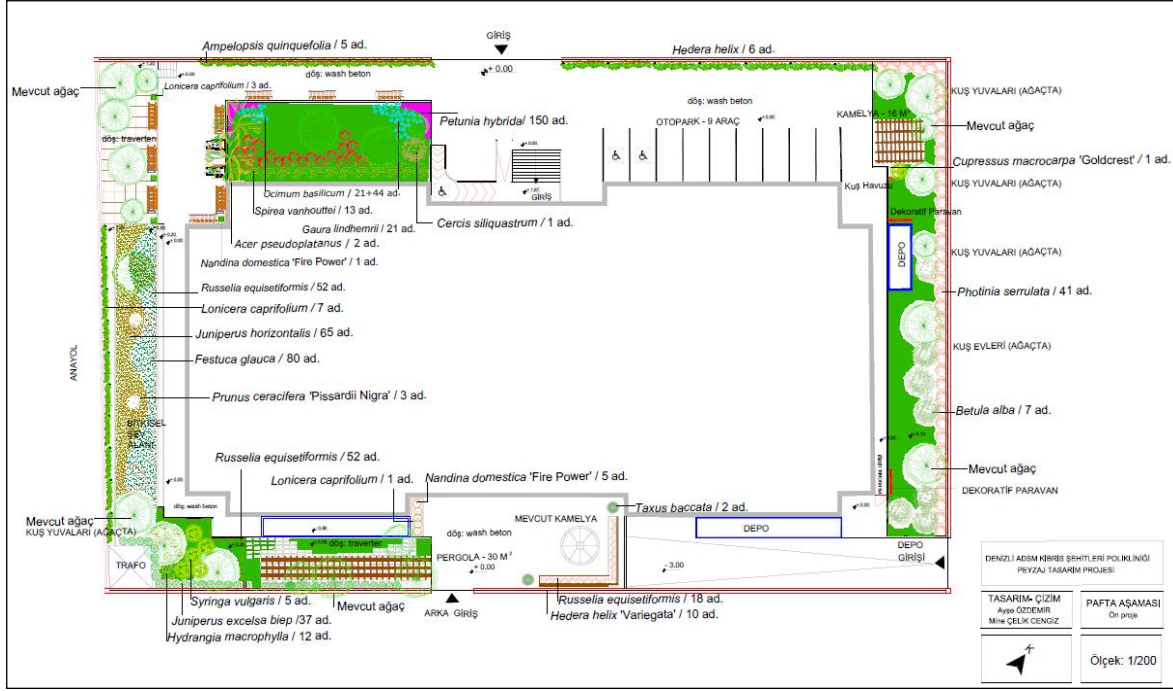 GİRİŞ
Ampelopsis quinquefolia / 5 ad.
Hedera helix / 6 ad.
+ 0.00
döş: wash beton
Lonicera caprifolium / 3 ad.
Mevcut ağaç
döş: wash beton
KUŞ YUVALARI (AĞAÇTA)
KAMELYA - 16 M²
Petunia hybrida/ 150 ad.
OTOPARK - 9 ARAÇ
Mevcut ağaç
döş: traverten
Cupressus macrocarpa 'Goldcrest' / 1 ad.
KUŞ YUVALARI (AĞAÇTA)
Kuş Havuzu
Ocimum basilicum / 21+44 ad.
GİRİŞ
Spirea vanhouttei / 13 ad.
Dekoratif Paravan
Cercis siliquastrum / 1 ad.
Gaura lindhemrii / 21 ad.
Acer pseudoplatanus / 2 ad.
DEPO
KUŞ YUVALARI (AĞAÇTA)
Nandina domestica 'Fire Power' / 1 ad.
Russelia equisetiformis / 52 ad.
Photinia serrulata / 41 ad.
Lonicera caprifolium / 7 ad.
Juniperus horizontalis / 65 ad.
ANAYOL
KUŞ EVLERİ (AĞAÇTA)
Festuca glauca / 80 ad.
Prunus ceracifera 'Pissardii Nigra' / 3 ad.
Betula alba / 7 ad.
BİTKİSEL
ŞEV
ALANI
Russelia equisetiformis / 52 ad.
Mevcut ağaç
Lonicera caprifolium / 1 ad.
Nandina domestica 'Fire Power' / 5 ad.
PERSONEL GİRİŞİ
DEKORATİF PARAVAN
döş: wash beton
Taxus baccata / 2 ad.
Mevcut ağaç
KUŞ YUVALARI (AĞAÇTA)
MEVCUT KAMELYA
döş: wash beton
DEPO
döş: traverten
DEPO
GİRİŞİ
PERGOLA - 30 M²
TRAFO
+ 0.00
- 3.00
DENİZLİ ADSM KIBRIS ŞEHİTLERİ POLİKLİNİĞİ
PEYZAJ TASARIM PROJESİ
Syringa vulgaris / 5 ad.
Mevcut ağaç
ARKA GİRİŞ
Russelia equisetiformis / 18 ad.
Juniperus excelsa biep /37 ad.
Hedera helix 'Variegata' / 10 ad.
Hydrangia macrophylla / 12 ad.
TASARIM- ÇİZİM
Ayşe ÖZDEMİR
Mine ÇELİK CENGİZ
PAFTA AŞAMASI
Ön proje
K
Ölçek: 1/200